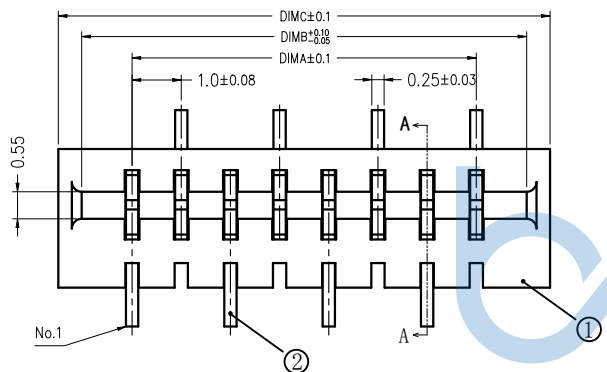 DIMC±0.1
DIMB+0.10 -0.05
DIMA±0.1
1.0±0.08
0.25±0.03
A
0.55
No.1
A
②
①